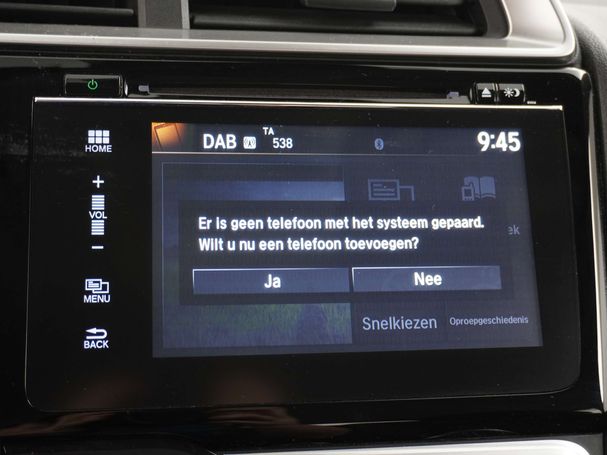 DAB TA 538 9:45
HOME
+
VOL
−
MENU
BACK
Er is geen telefoon met het systeem gepaard.
Wilt u nu een telefoon toevoegen?
Ja Nee
ek
Snelkiezen Oproepgeschiedenis